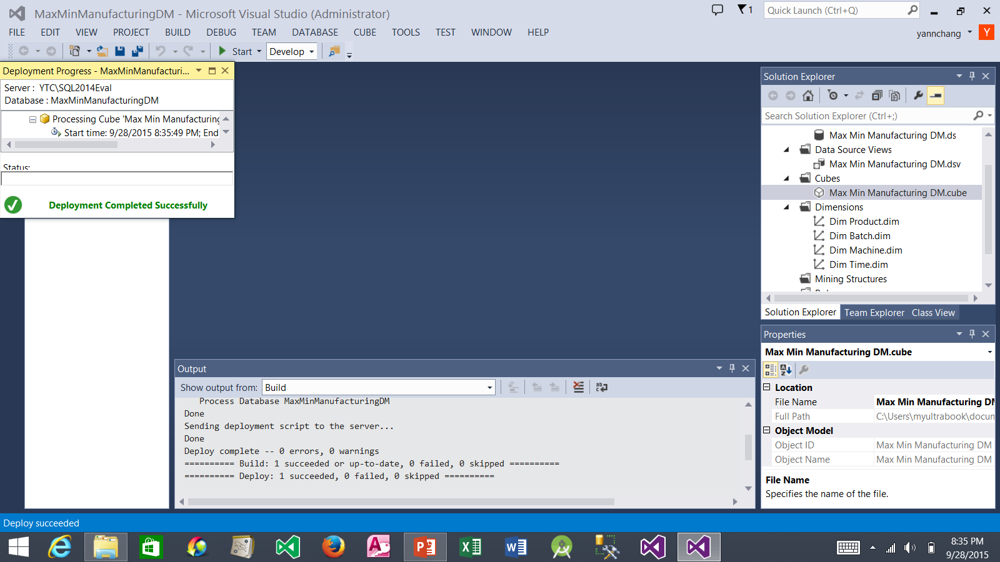 MaxMinManufacturingDM - Microsoft Visual Studio (Administrator)
1
Quick Launch (Ctrl+Q)
FILE EDIT VIEW PROJECT BUILD DEBUG TEAM DATABASE CUBE TOOLS TEST WINDOW HELP
yannchang
Y
Start
Develop
Deployment Progress - MaxMinManufacturi...
Server : YTC\SQL2014Eval
Database : MaxMinManufacturingDM
Processing Cube 'Max Min Manufacturing
Start time: 9/28/2015 8:35:49 PM; End
Status:
Deployment Completed Successfully
Solution Explorer
Search Solution Explorer (Ctrl+;)
Max Min Manufacturing DM.ds
Data Source Views
Max Min Manufacturing DM.dsv
Cubes
Max Min Manufacturing DM.cube
Dimensions
Dim Product.dim
Dim Batch.dim
Dim Machine.dim
Dim Time.dim
Mining Structures
Solution Explorer Team Explorer Class View
Output
Show output from: Build
Process Database MaxMinManufacturingDM
Done
Sending deployment script to the server...
Done
Deploy complete -- 0 errors, 0 warnings
========== Build: 1 succeeded or up-to-date, 0 failed, 0 skipped ==========
========== Deploy: 1 succeeded, 0 failed, 0 skipped ==========
Properties
Max Min Manufacturing DM.cube
Location
File Name Max Min Manufacturing DM
Full Path C:\Users\myultrabook\docun
Object Model
Object ID Max Min Manufacturing DM
Object Name Max Min Manufacturing DM
File Name
Specifies the name of the file.
Deploy succeeded
8:35 PM
9/28/2015